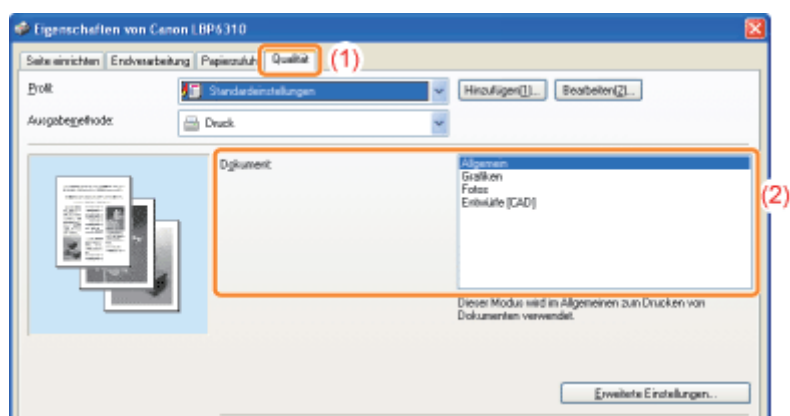 Eigenschaften von Canon LBP6310
Seite einrichten Endverarbeitung Papierzufuhr Qualität (1)
Profil: Standardeinstellungen Hinzufügen(1)... Bearbeiten(2)...
Ausgabemethode: Druck
Dokument: Allgemein
Grafiken
Fotos
Entwürfe [CAD]
(2)
Dieser Modus wird im Allgemeinen zum Drucken von
Dokumenten verwendet.
Erweiterte Einstellungen...